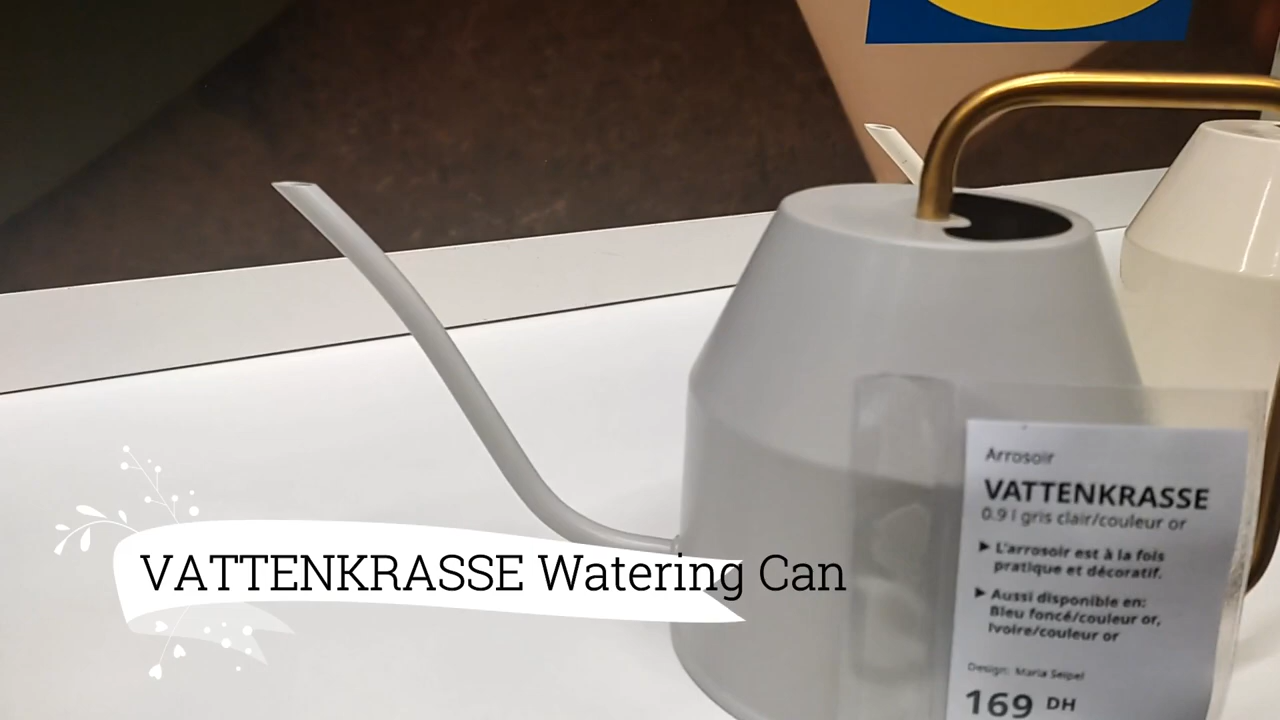 VATTENKRASSE Watering Can
Arrosoir
VATTENKRASSE
0.9 l gris clair/couleur or
▶ L'arrosoir est à la fois
pratique et décoratif.
▶ Aussi disponible en:
Bleu foncé/couleur or,
Ivoire/couleur or
Design: Maria Seipel
169 DH